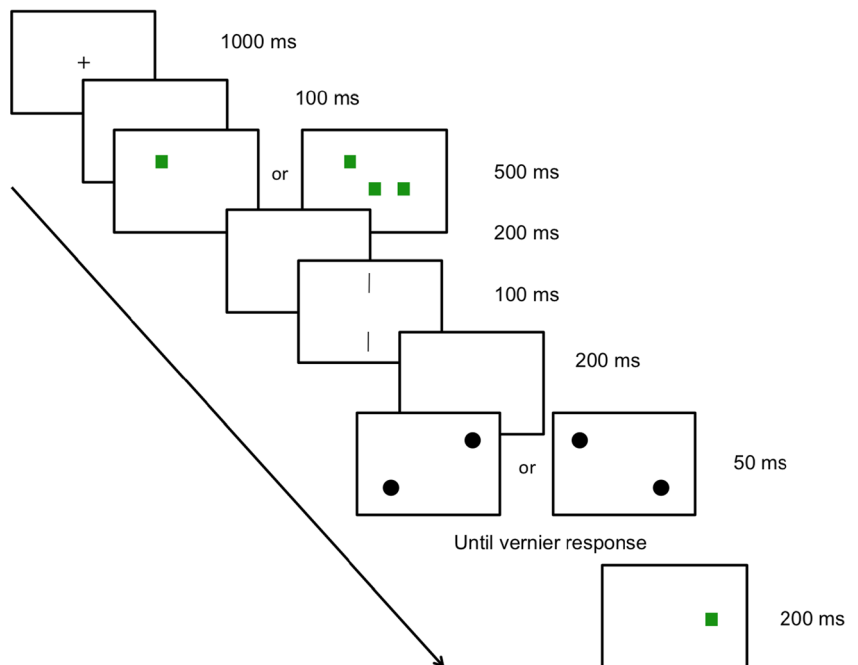 1000 ms
100 ms
or
500 ms
200 ms
100 ms
200 ms
or
50 ms
Until vernier response
200 ms